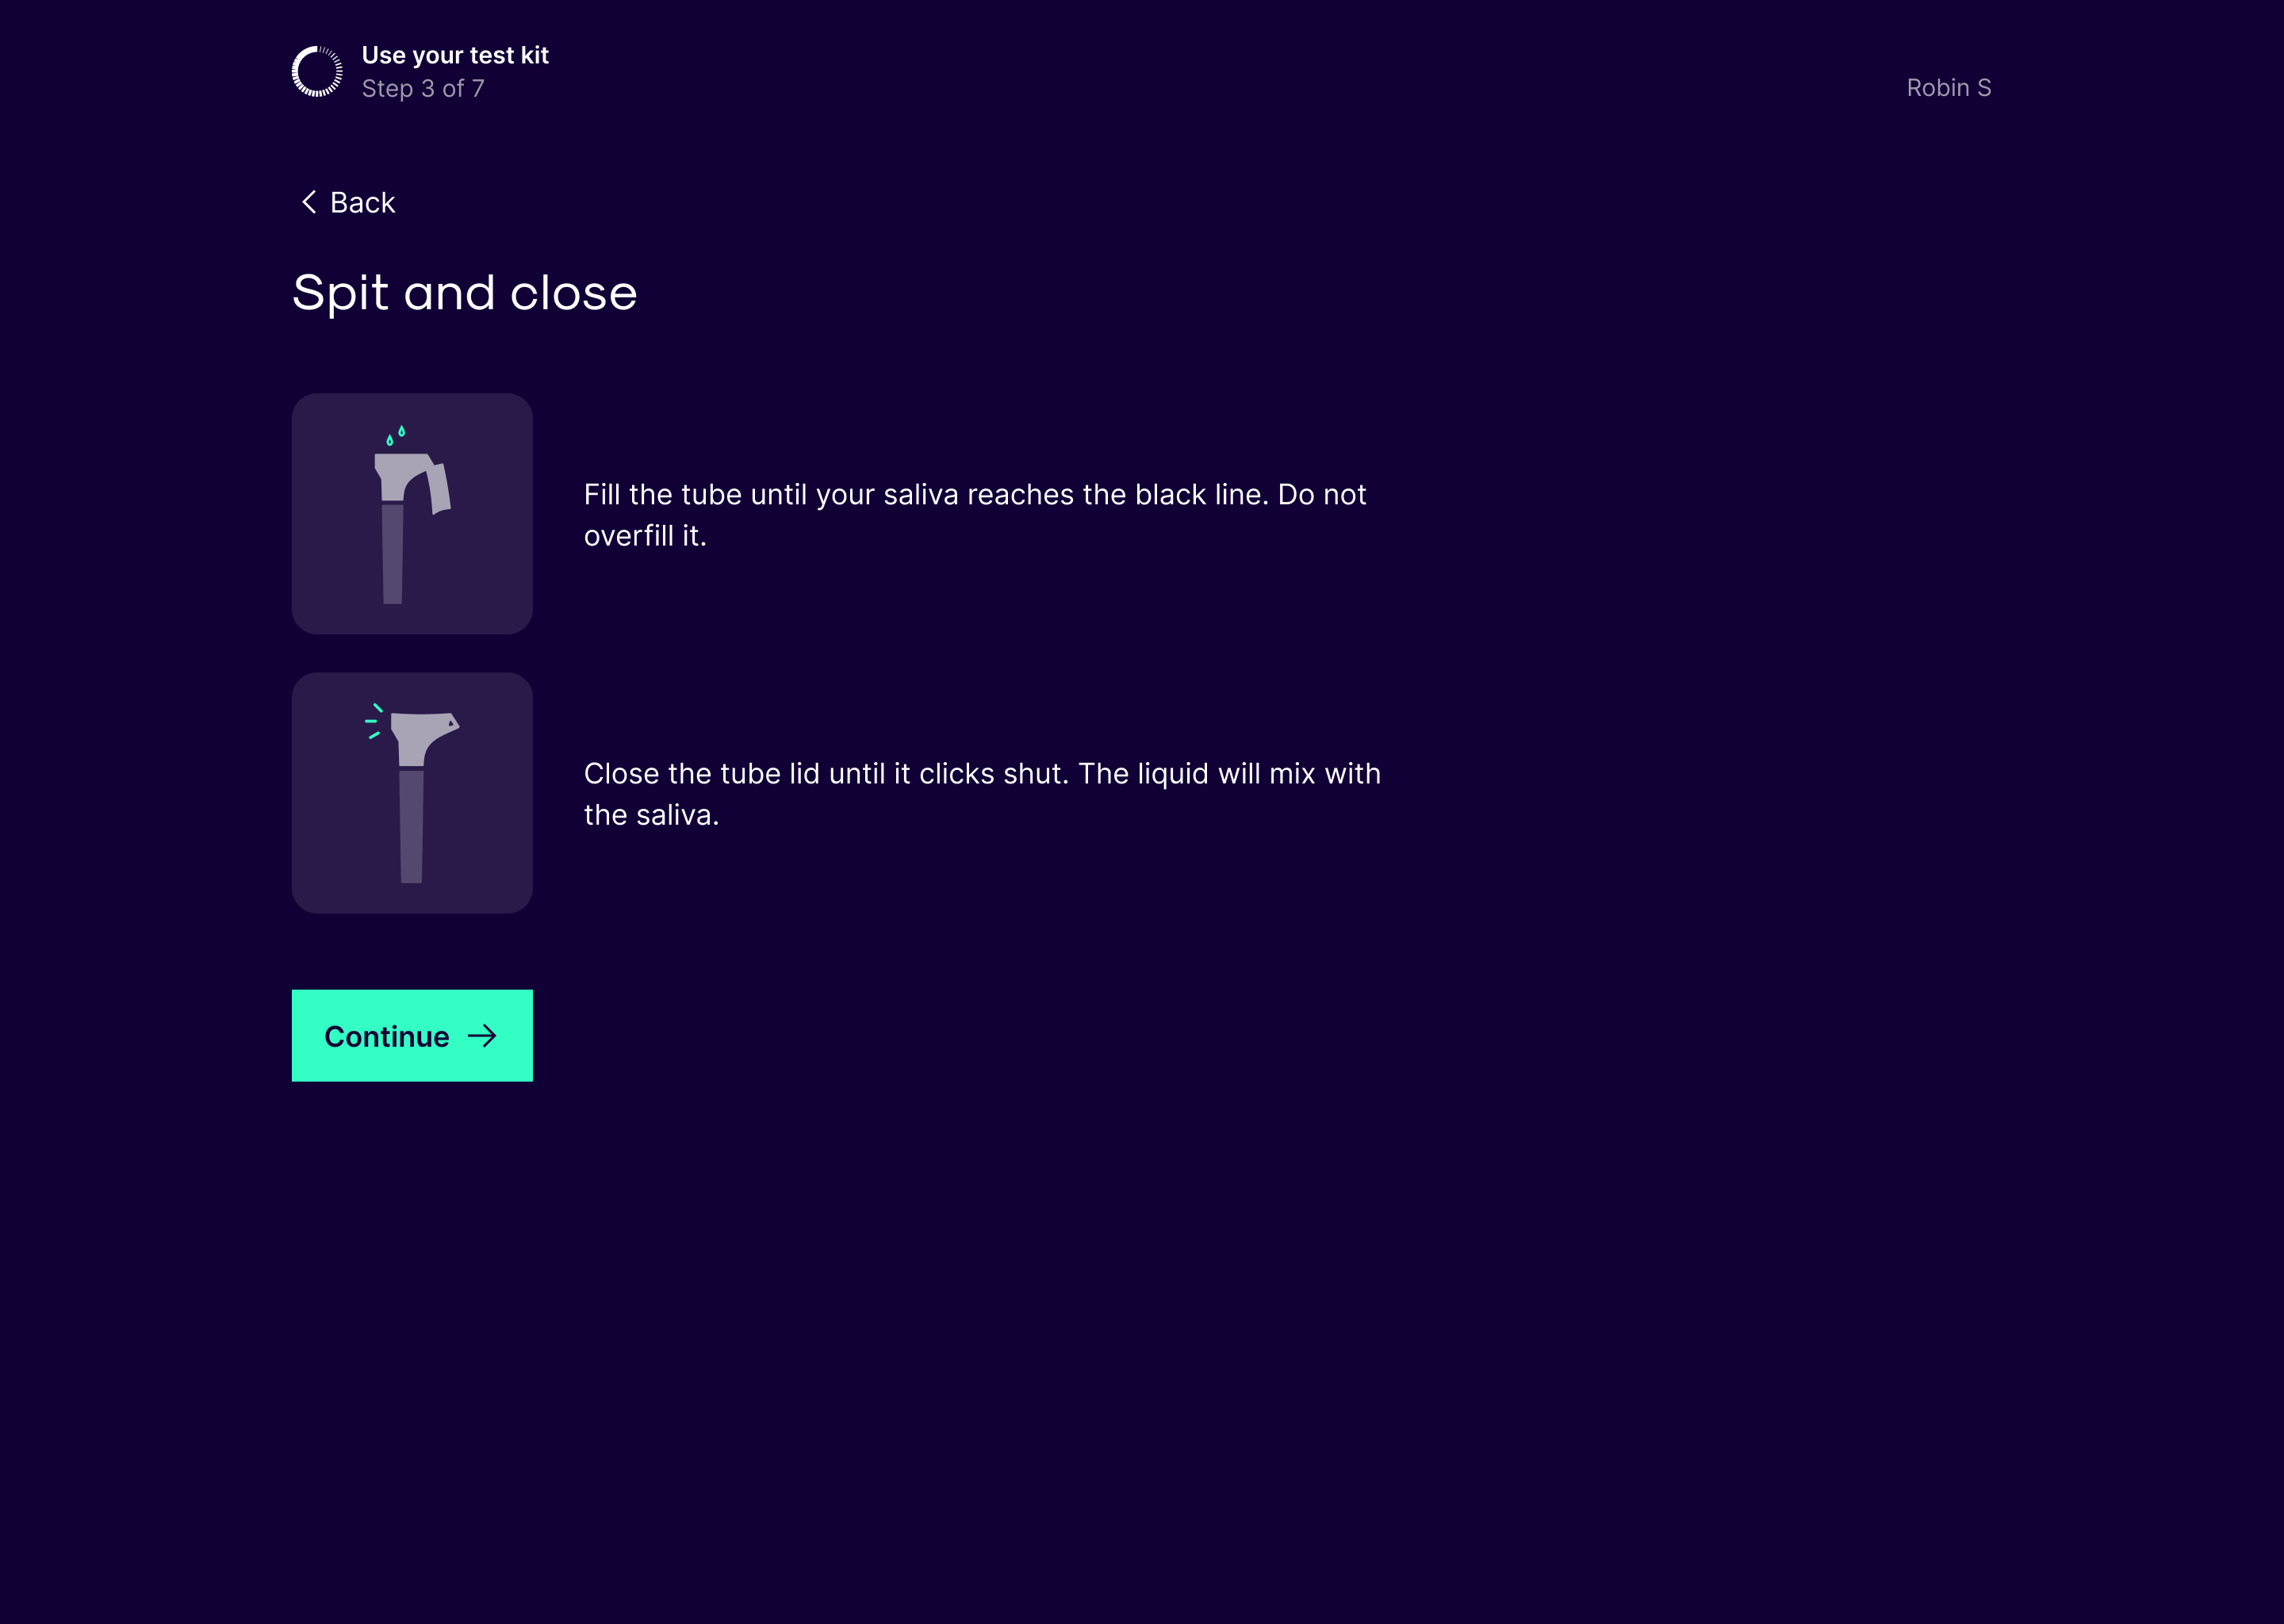 Use your test kit
Step 3 of 7
Robin S
Back
Spit and close
Fill the tube until your saliva reaches the black line. Do not
overfill it.
Close the tube lid until it clicks shut. The liquid will mix with
the saliva.
Continue